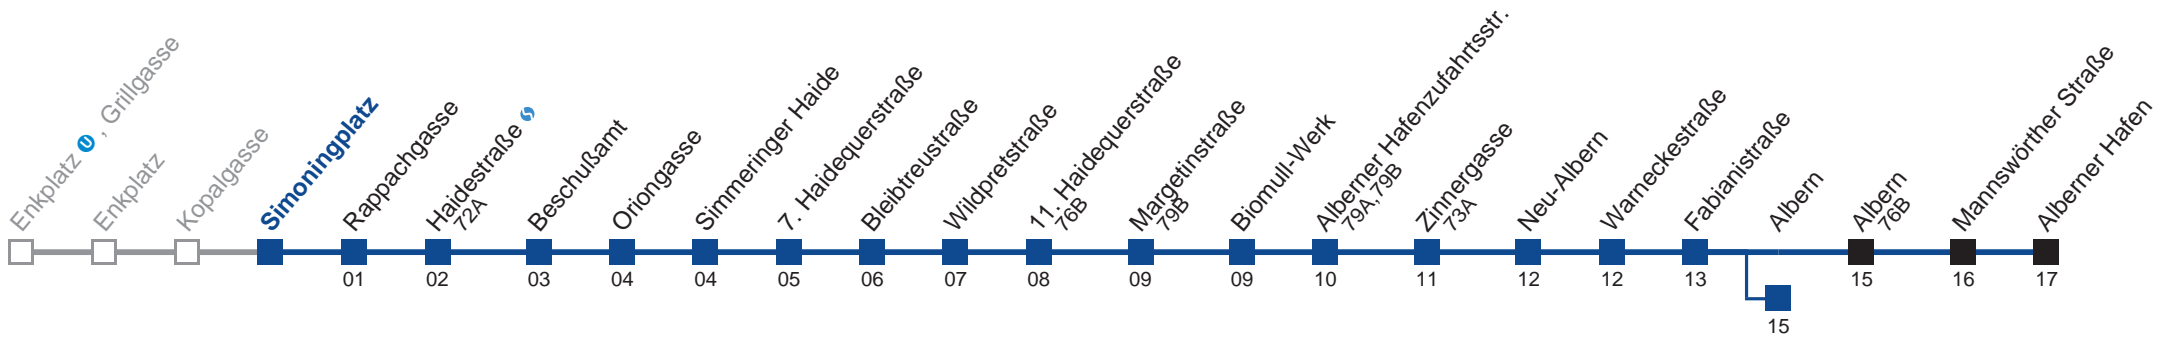 Enkplatz U, Grillgasse
Enkplatz
Kopalgasse
Simoningplatz
Rappachgasse
01
Haidestraße
72A
02
Beschußamt
03
Oriongasse
04
Simmeringer Haide
04
7. Haidequerstraße
05
Bleibtreustraße
06
Wildpretstraße
07
11. Haidequerstraße
76B
08
Margetinstraße
79B
09
Biomull-Werk
09
Alberner Hafenzufahrtsstr.
79A,79B
10
Zinnergasse
73A
11
Neu-Albern
12
Warneckestraße
12
Fabianistraße
13
Albern
15
Albern
76B
15
Mannswörther Straße
16
Alberner Hafen
17